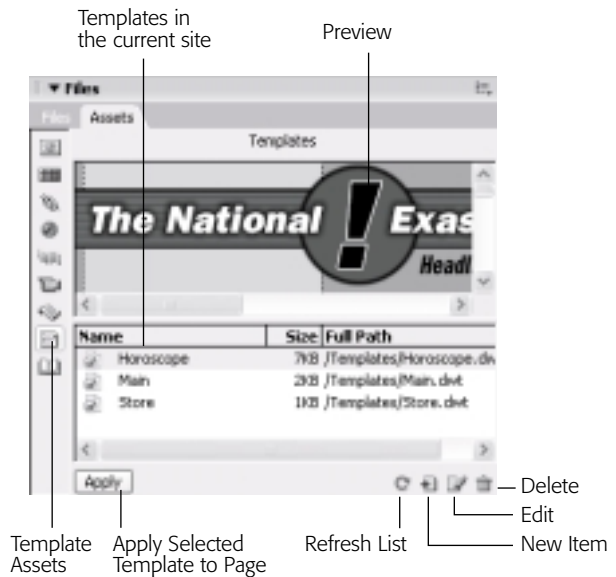 Templates in
the current site
Preview
Files
Files Assets
Templates
The National ! Exas
Headl
Name Size Full Path
Horoscope 7KB /Templates/Horoscope.dw
Main 2KB /Templates/Main.dwt
Store 1KB /Templates/Store.dwt
Apply
Delete
Edit
New Item
Refresh List
Template
Assets
Apply Selected
Template to Page